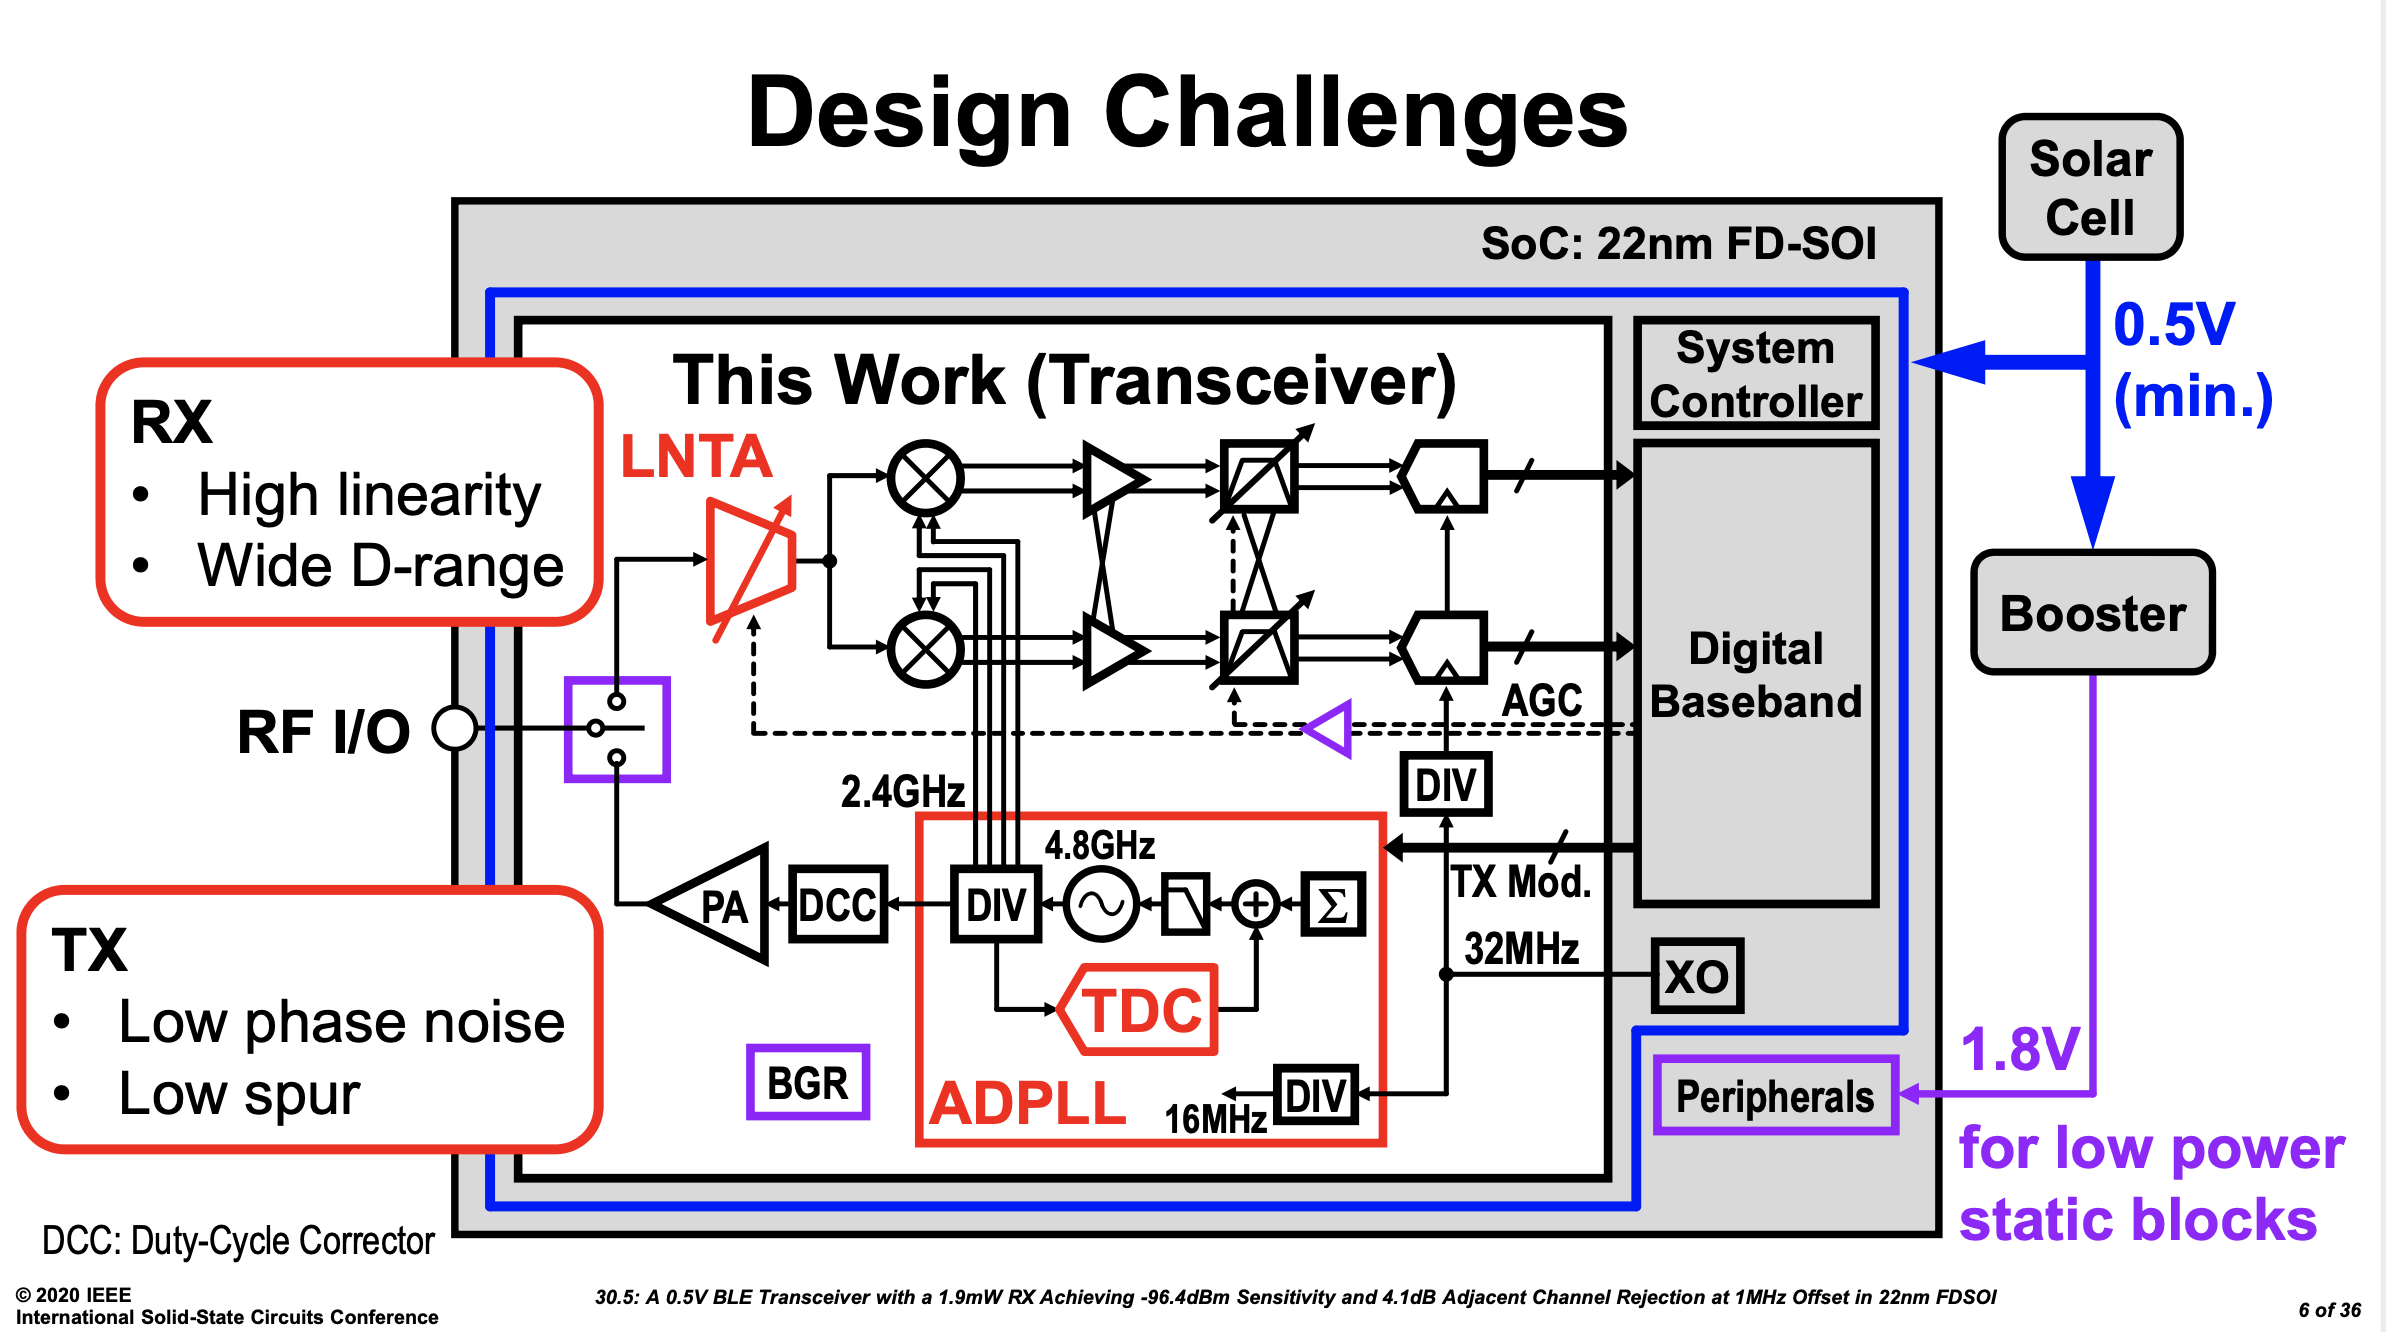 Design Challenges
Solar
Cell
SoC: 22nm FD-SOI
0.5V
(min.)
System
Controller
This Work (Transceiver)
RX
• High linearity
• Wide D-range
LNTA
Booster
Digital
Baseband
AGC
RF I/O
DIV
2.4GHz
4.8GHz
TX Mod.
PA
DCC
DIV
Σ
TX
• Low phase noise
• Low spur
32MHz
XO
TDC
1.8V
BGR
ADPLL
16MHz
DIV
Peripherals
for low power
static blocks
DCC: Duty-Cycle Corrector
© 2020 IEEE
International Solid-State Circuits Conference
30.5: A 0.5V BLE Transceiver with a 1.9mW RX Achieving -96.4dBm Sensitivity and 4.1dB Adjacent Channel Rejection at 1MHz Offset in 22nm FDSOI
6 of 36